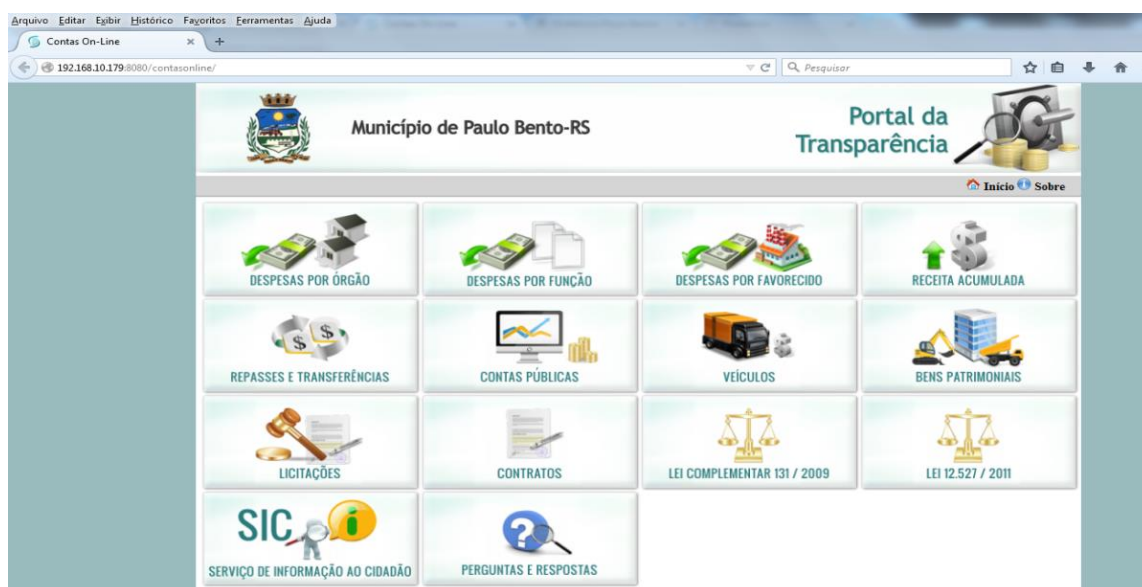 Arquivo Editar Exibir Histórico Favoritos Ferramentas Ajuda
Contas On-Line × +
192.168.10.179:8080/contasonline/ Pesquisar
Município de Paulo Bento-RS
Portal da
Transparência
Início Sobre
DESPESAS POR ÓRGÃO DESPESAS POR FUNÇÃO DESPESAS POR FAVORECIDO RECEITA ACUMULADA
REPASSES E TRANSFERÊNCIAS CONTAS PÚBLICAS VEÍCULOS BENS PATRIMONIAIS
LICITAÇÕES CONTRATOS LEI COMPLEMENTAR 131 / 2009 LEI 12.527 / 2011
SIC
SERVIÇO DE INFORMAÇÃO AO CIDADÃO PERGUNTAS E RESPOSTAS